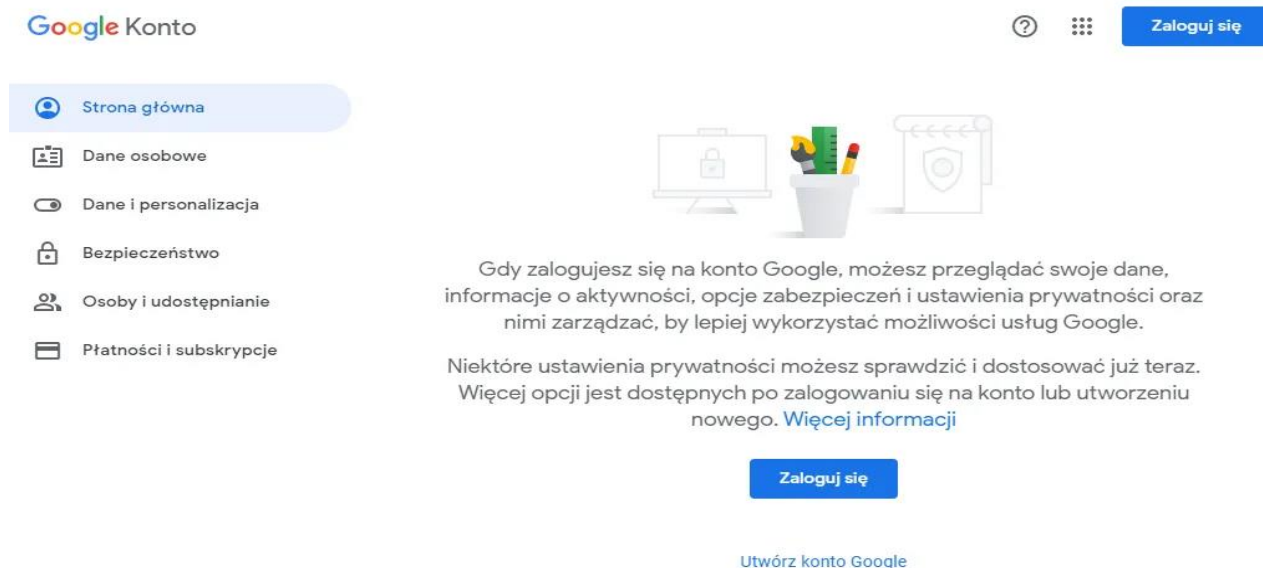 Google Konto
Zaloguj się
Strona główna
Dane osobowe
Dane i personalizacja
Bezpieczeństwo
Osoby i udostępnianie
Płatności i subskrypcje
Gdy zalogujesz się na konto Google, możesz przeglądać swoje dane,
informacje o aktywności, opcje zabezpieczeń i ustawienia prywatności oraz
nimi zarządzać, by lepiej wykorzystać możliwości usług Google.
Niektóre ustawienia prywatności możesz sprawdzić i dostosować już teraz.
Więcej opcji jest dostępnych po zalogowaniu się na konto lub utworzeniu
nowego. Więcej informacji
Zaloguj się
Utwórz konto Google